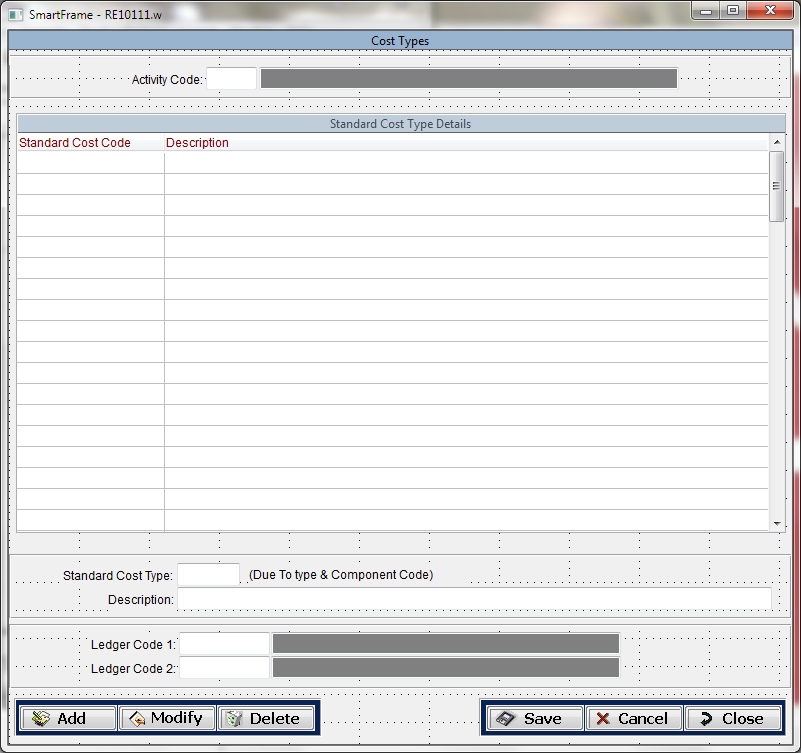 SmartFrame - RE10111.w
Cost Types
Activity Code:
Standard Cost Type Details
Standard Cost Code Description
Standard Cost Type: (Due To type & Component Code)
Description:
Ledger Code 1:
Ledger Code 2:
Add Modify Delete Save Cancel Close